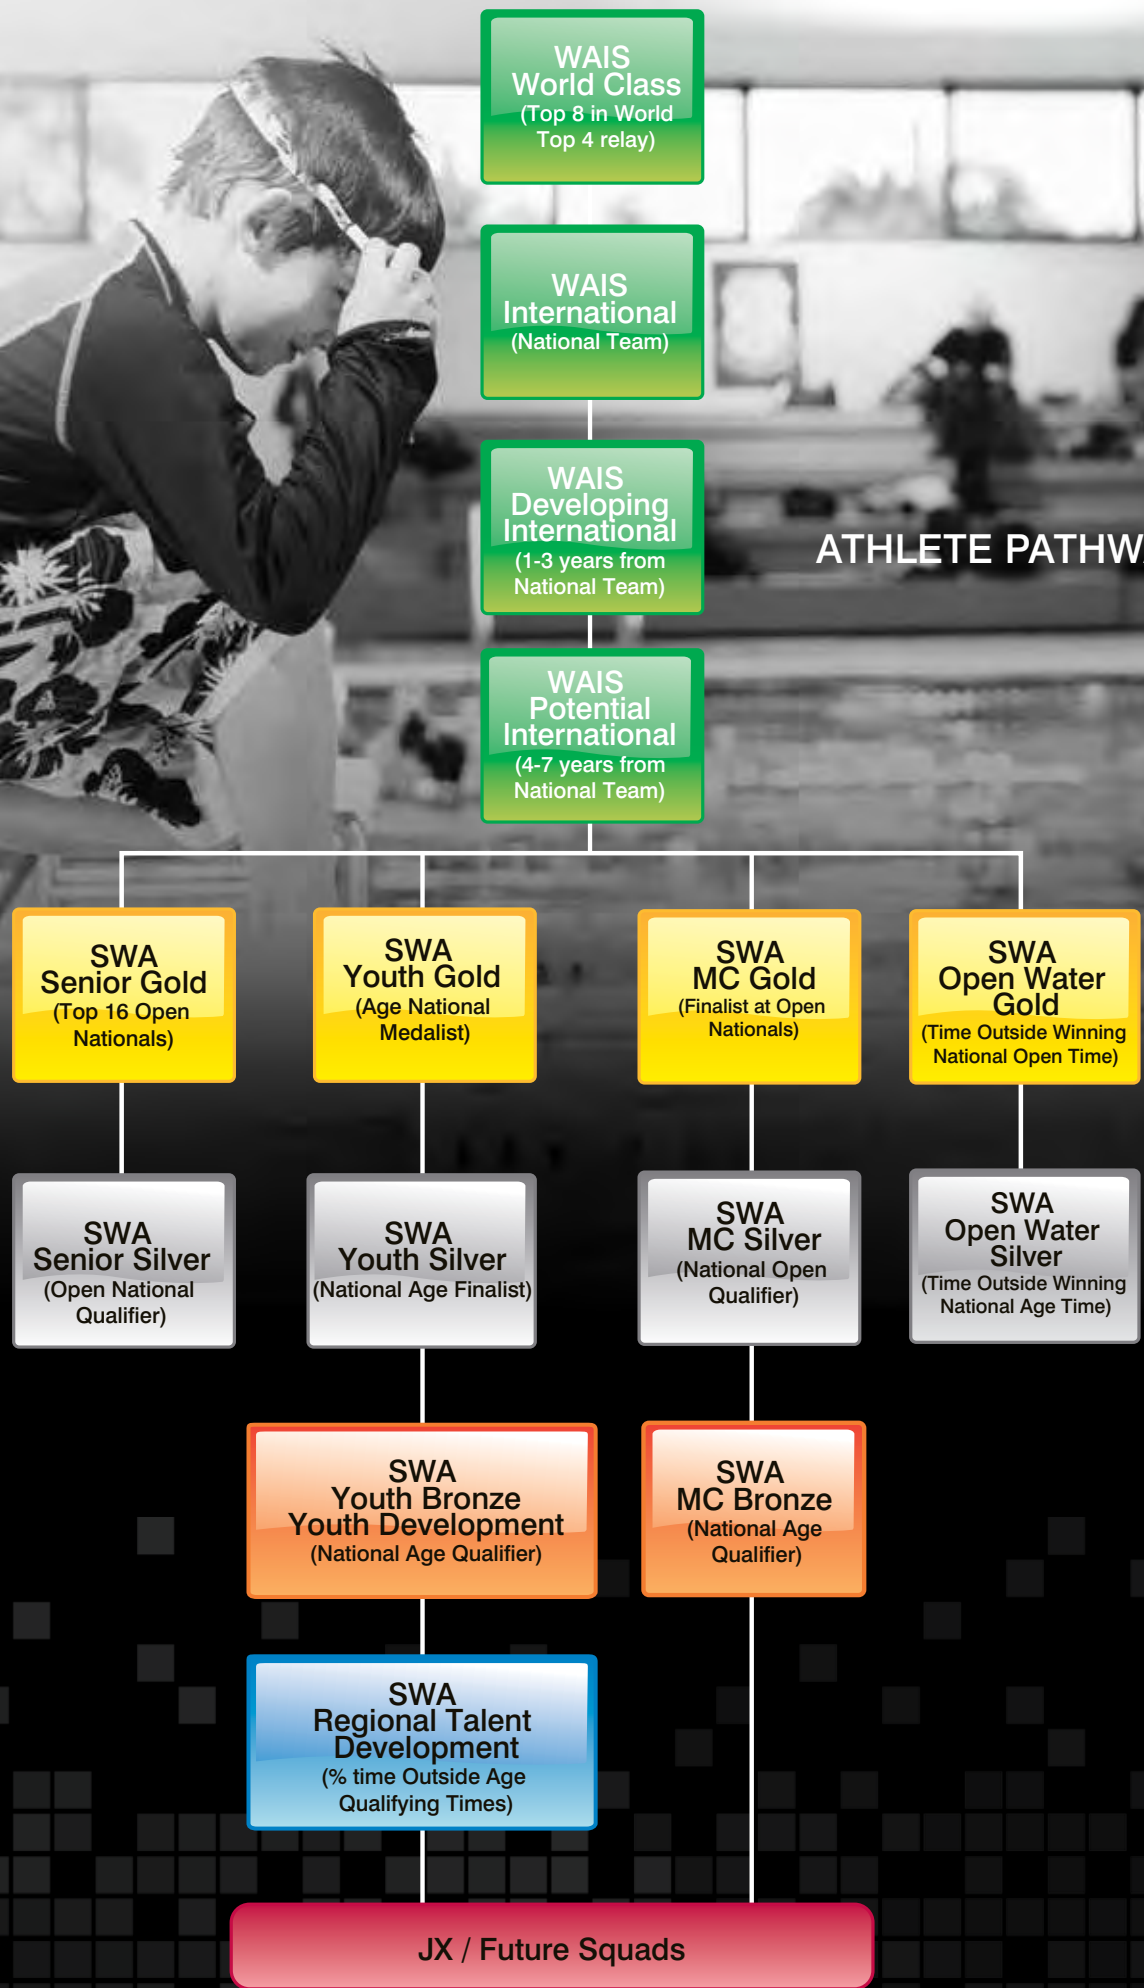 WAIS
World Class
(Top 8 in World
Top 4 relay)
WAIS
International
(National Team)
WAIS
Developing
International
(1-3 years from
National Team)
ATHLETE PATHWA
WAIS
Potential
International
(4-7 years from
National Team)
SWA
Senior Gold
(Top 16 Open
Nationals)
SWA
Youth Gold
(Age National
Medalist)
SWA
MC Gold
(Finalist at Open
Nationals)
SWA
Open Water
Gold
(Time Outside Winning
National Open Time)
SWA
Senior Silver
(Open National
Qualifier)
SWA
Youth Silver
(National Age Finalist)
SWA
MC Silver
(National Open
Qualifier)
SWA
Open Water
Silver
(Time Outside Winning
National Age Time)
SWA
Youth Bronze
Youth Development
(National Age Qualifier)
SWA
MC Bronze
(National Age
Qualifier)
SWA
Regional Talent
Development
(% time Outside Age
Qualifying Times)
JX / Future Squads